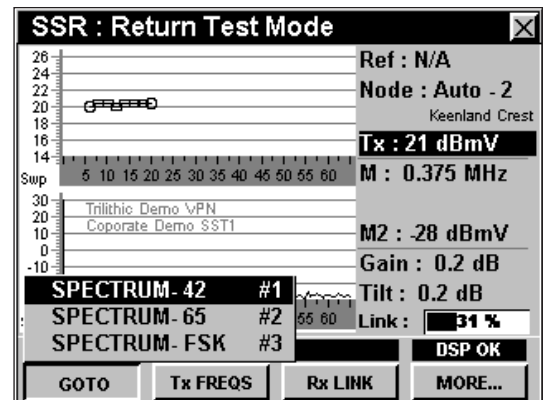 SSR : Return Test Mode
26
24
22
20
18
16
14
Swp 5 10 15 20 25 30 35 40 45 50 55 60
Ref : N/A
Node : Auto - 2
Keenland Crest
Tx : 21 dBmV
M : 0.375 MHz
30
20
10
0
-10
Trilithic Demo VPN
Coporate Demo SST1
M2 : -28 dBmV
Gain : 0.2 dB
Tilt : 0.2 dB
Link : 31 %
SPECTRUM- 42 #1
SPECTRUM- 65 #2
SPECTRUM- FSK #3
55 60
DSP OK
GOTO Tx FREQS Rx LINK MORE...